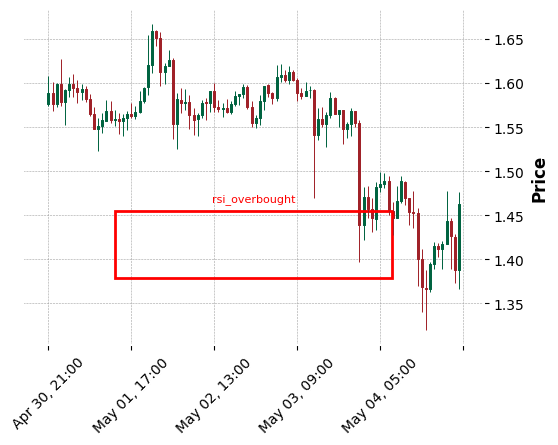 1.65
1.60
1.55
1.50
1.45
1.40
1.35
Price
rsi_overbought
Apr 30, 21:00
May 01, 17:00
May 02, 13:00
May 03, 09:00
May 04, 05:00